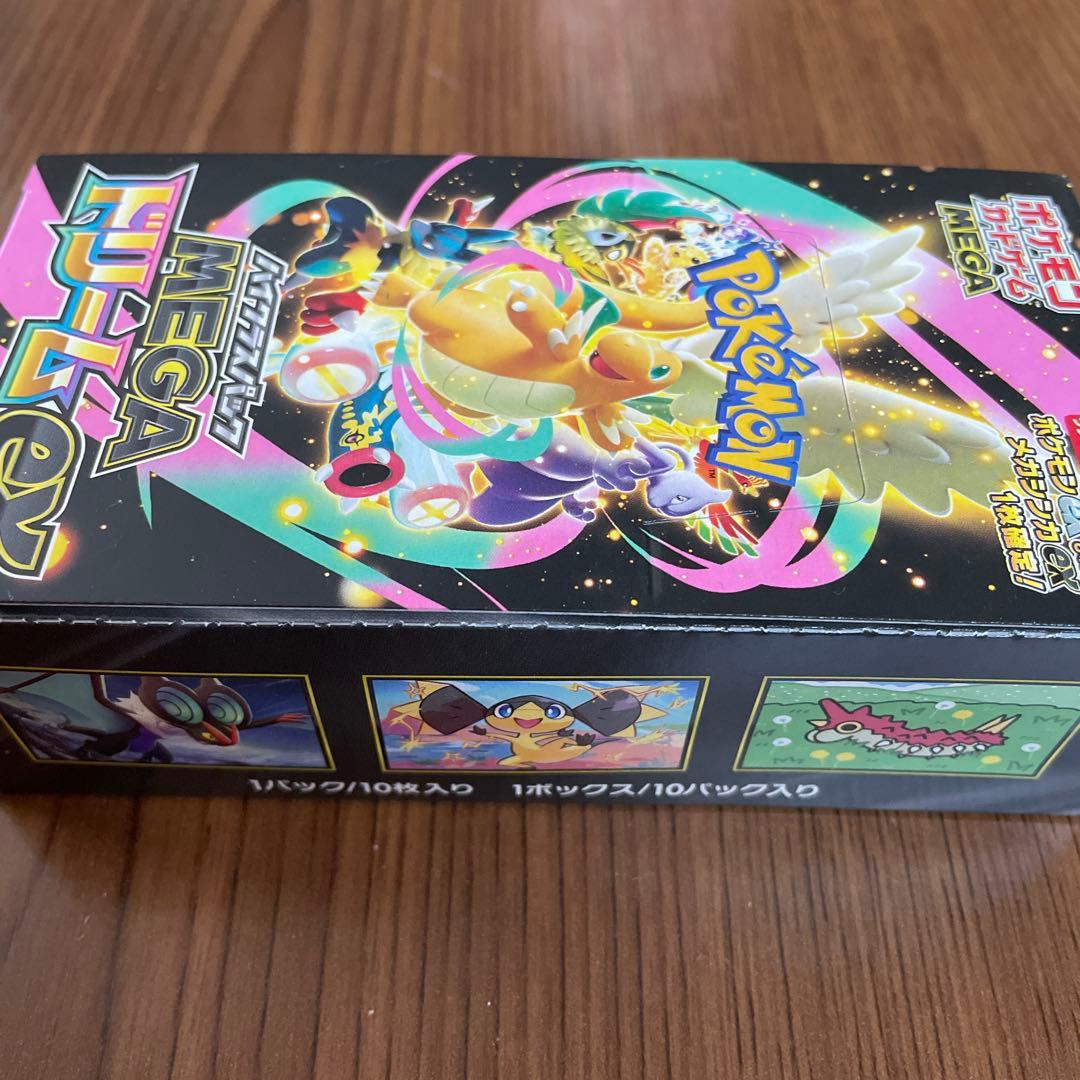 ポケモン
カードゲーム
MEGA
POKÉMON
TM
ハイクラスパック
MEGA
ドリームex
ポケモンex
メガシンカex
1枚確定!
1パック/10枚入り 1ボックス/10パック入り